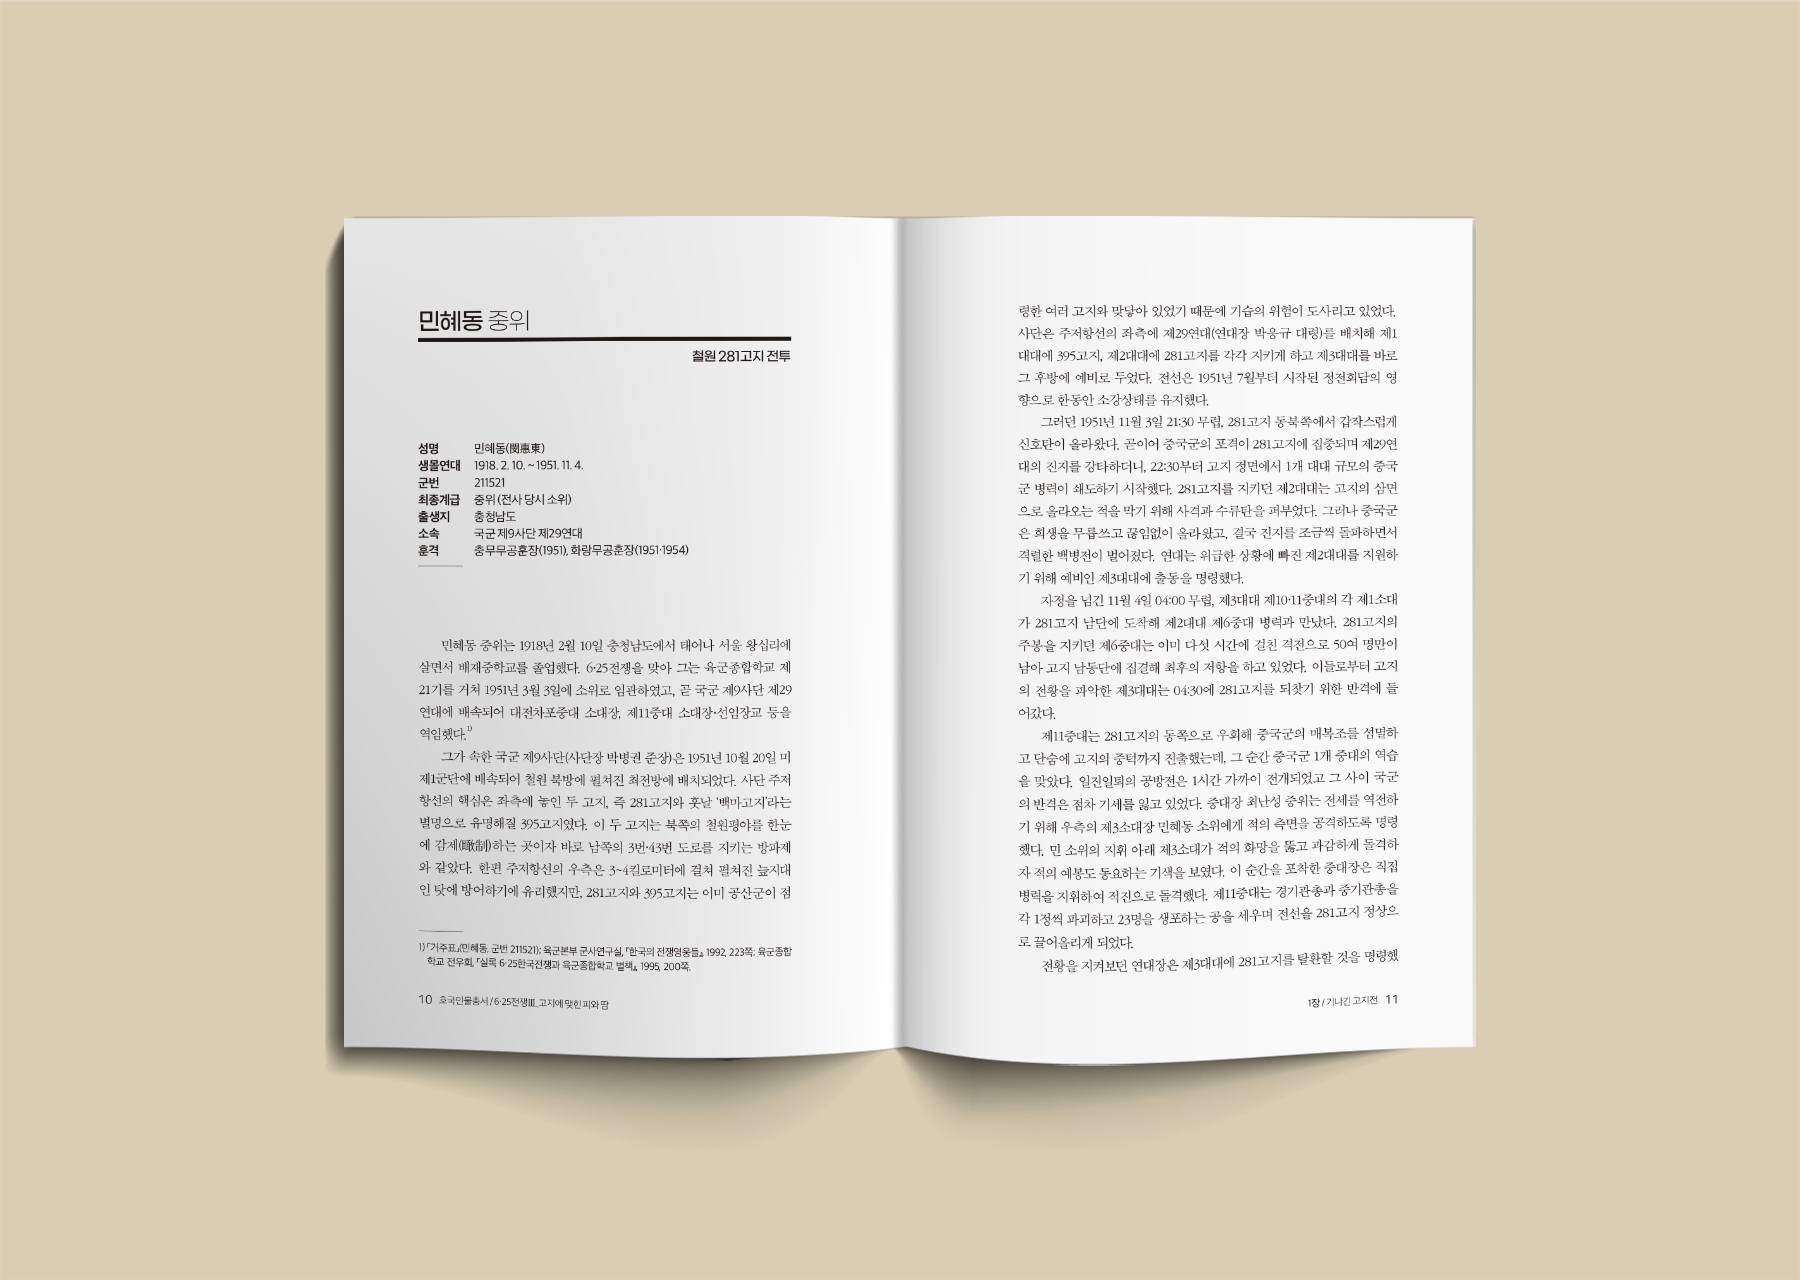 민혜동 중위
철원 281고지 전투
성명 민혜동(閔惠東)
생몰연대 1918. 2. 10. ~ 1951. 11. 4.
군번 211521
최종계급 중위 (전사 당시 소위)
출생지 충청남도
소속 국군 제9사단 제29연대
훈격 충무무공훈장(1951), 화랑무공훈장(1951·1954)
민혜동 중위는 1918년 2월 10일 충청남도에서 태어나 서울 왕십리에
살면서 배재중학교를 졸업했다. 6·25전쟁을 맞아 그는 육군종합학교 제
21기를 거쳐 1951년 3월 3일에 소위로 임관하였고, 곧 국군 제9사단 제29
연대에 배속되어 대전차포중대 소대장, 제11중대 소대장·선임장교 등을
역임했다.1)
그가 속한 국군 제9사단(사단장 박병권 준장)은 1951년 10월 20일 미
제1군단에 배속되어 철원 북방에 펼쳐진 최전방에 배치되었다. 사단 주저
항선의 핵심은 좌측에 놓인 두 고지, 즉 281고지와 훗날 ‘백마고지’라는
별명으로 유명해질 395고지였다. 이 두 고지는 북쪽의 철원평야를 한눈
에 감제(瞰制)하는 곳이자 바로 남쪽의 3번·43번 도로를 지키는 방파제
와 같았다. 한편 주저항선의 우측은 3~4킬로미터에 걸쳐 펼쳐진 늪지대
인 탓에 방어하기에 유리했지만, 281고지와 395고지는 이미 공산군이 점
1) 「거주표」(민혜동, 군번 211521); 육군본부 군사연구실, 『한국의 전쟁영웅들』, 1992, 223쪽; 육군종합
학교 전우회, 『실록 6·25한국전쟁과 육군종합학교 별책』, 1995, 200쪽.
10 호국인물총서 / 6·25전쟁Ⅲ_고지에 맺힌 피와 땀
령한 여러 고지와 맞닿아 있었기 때문에 기습의 위험이 도사리고 있었다.
사단은 주저항선의 좌측에 제29연대(연대장 박응규 대령)를 배치해 제1
대대에 395고지, 제2대대에 281고지를 각각 지키게 하고 제3대대를 바로
그 후방에 예비로 두었다. 전선은 1951년 7월부터 시작된 정전회담의 영
향으로 한동안 소강상태를 유지했다.
그러던 1951년 11월 3일 21:30 무렵, 281고지 동북쪽에서 갑작스럽게
신호탄이 올라왔다. 곧이어 중국군의 포격이 281고지에 집중되며 제29연
대의 진지를 강타하더니, 22:30부터 고지 정면에서 1개 대대 규모의 중국
군 병력이 쇄도하기 시작했다. 281고지를 지키던 제2대대는 고지의 삼면
으로 올라오는 적을 막기 위해 사격과 수류탄을 퍼부었다. 그러나 중국군
은 희생을 무릅쓰고 끊임없이 올라왔고, 결국 진지를 조금씩 돌파하면서
격렬한 백병전이 벌어졌다. 연대는 위급한 상황에 빠진 제2대대를 지원하
기 위해 예비인 제3대대에 출동을 명령했다.
자정을 넘긴 11월 4일 04:00 무렵, 제3대대 제10·11중대의 각 제1소대
가 281고지 남단에 도착해 제2대대 제6중대 병력과 만났다. 281고지의
주봉을 지키던 제6중대는 이미 다섯 시간에 걸친 격전으로 50여 명만이
남아 고지 남동단에 집결해 최후의 저항을 하고 있었다. 이들로부터 고지
의 전황을 파악한 제3대대는 04:30에 281고지를 되찾기 위한 반격에 들
어갔다.
제11중대는 281고지의 동쪽으로 우회해 중국군의 매복조를 섬멸하
고 단숨에 고지의 중턱까지 진출했는데, 그 순간 중국군 1개 중대의 역습
을 맞았다. 일진일퇴의 공방전은 1시간 가까이 전개되었고 그 사이 국군
의 반격은 점차 기세를 잃고 있었다. 중대장 최난성 중위는 전세를 역전하
기 위해 우측의 제3소대장 민혜동 소위에게 적의 측면을 공격하도록 명령
했다. 민 소위의 지휘 아래 제3소대가 적의 화망을 뚫고 과감하게 돌격하
자 적의 예봉도 동요하는 기색을 보였다. 이 순간을 포착한 중대장은 직접
병력을 지휘하여 적진으로 돌격했다. 제11중대는 경기관총과 중기관총을
각 1정씩 파괴하고 23명을 생포하는 공을 세우며 전선을 281고지 정상으
로 끌어올리게 되었다.
전황을 지켜보던 연대장은 제3대대에 281고지를 탈환할 것을 명령했
1장 / 기나긴 고지전 11